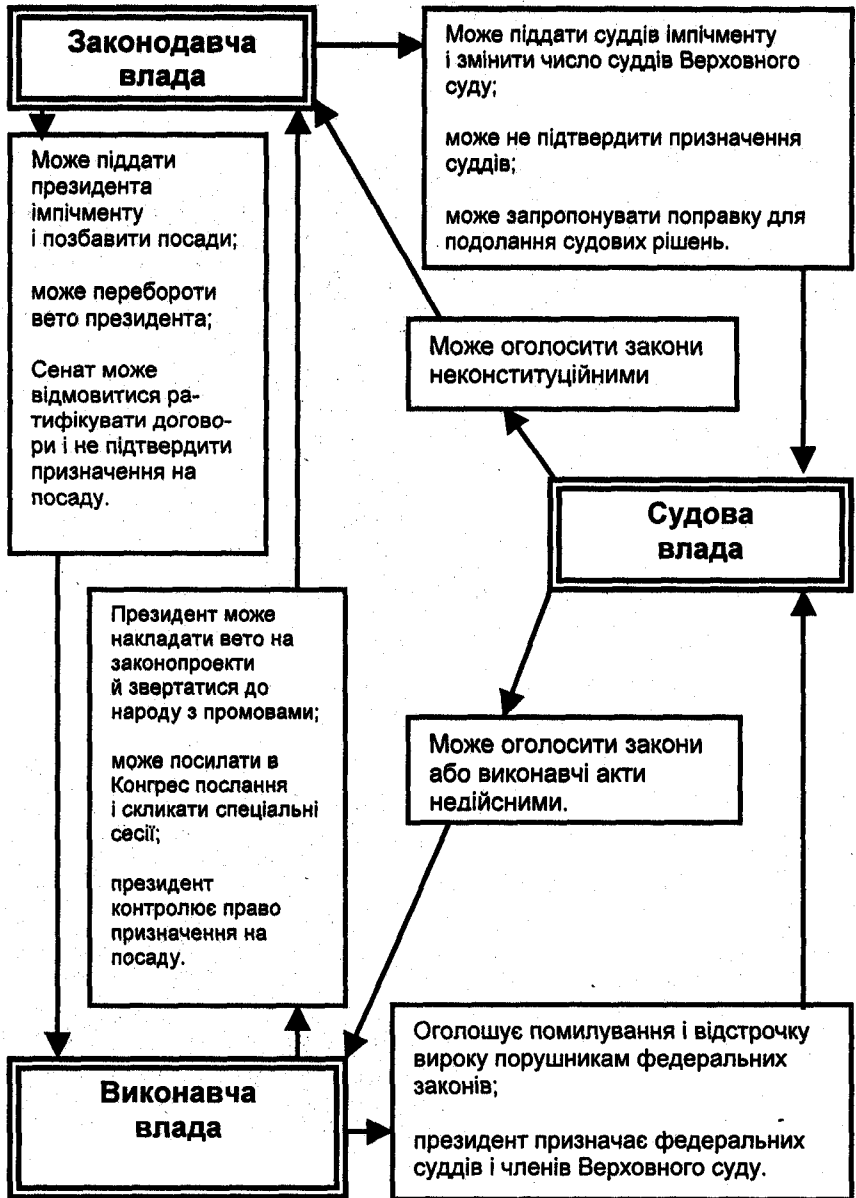 Законодавча
влада
Може піддати суддів імпічменту
і змінити число суддів Верховного
суду;
може не підтвердити призначення
суддів;
може запропонувати поправку для
подолання судових рішень.
Може піддати
президента
імпічменту
і позбавити посади;
може перебороти
вето президента;
Сенат може
відмовитися ра-
тифікувати догово-
ри і не підтвердити
призначення на
посаду.
Може оголосити закони
неконституційними
Судова
влада
Президент може
накладати вето на
законопроекти
й звертатися до
народу з промовами;
може посилати в
Конгрес послання
і скликати спеціальні
сесії;
президент
контролює право
призначення на
посаду.
Може оголосити закони
або виконавчі акти
недійсними.
Виконавча
влада
Оголошує помилування і відстрочку
вироку порушникам федеральних
законів;
президент призначає федеральних
суддів і членів Верховного суду.